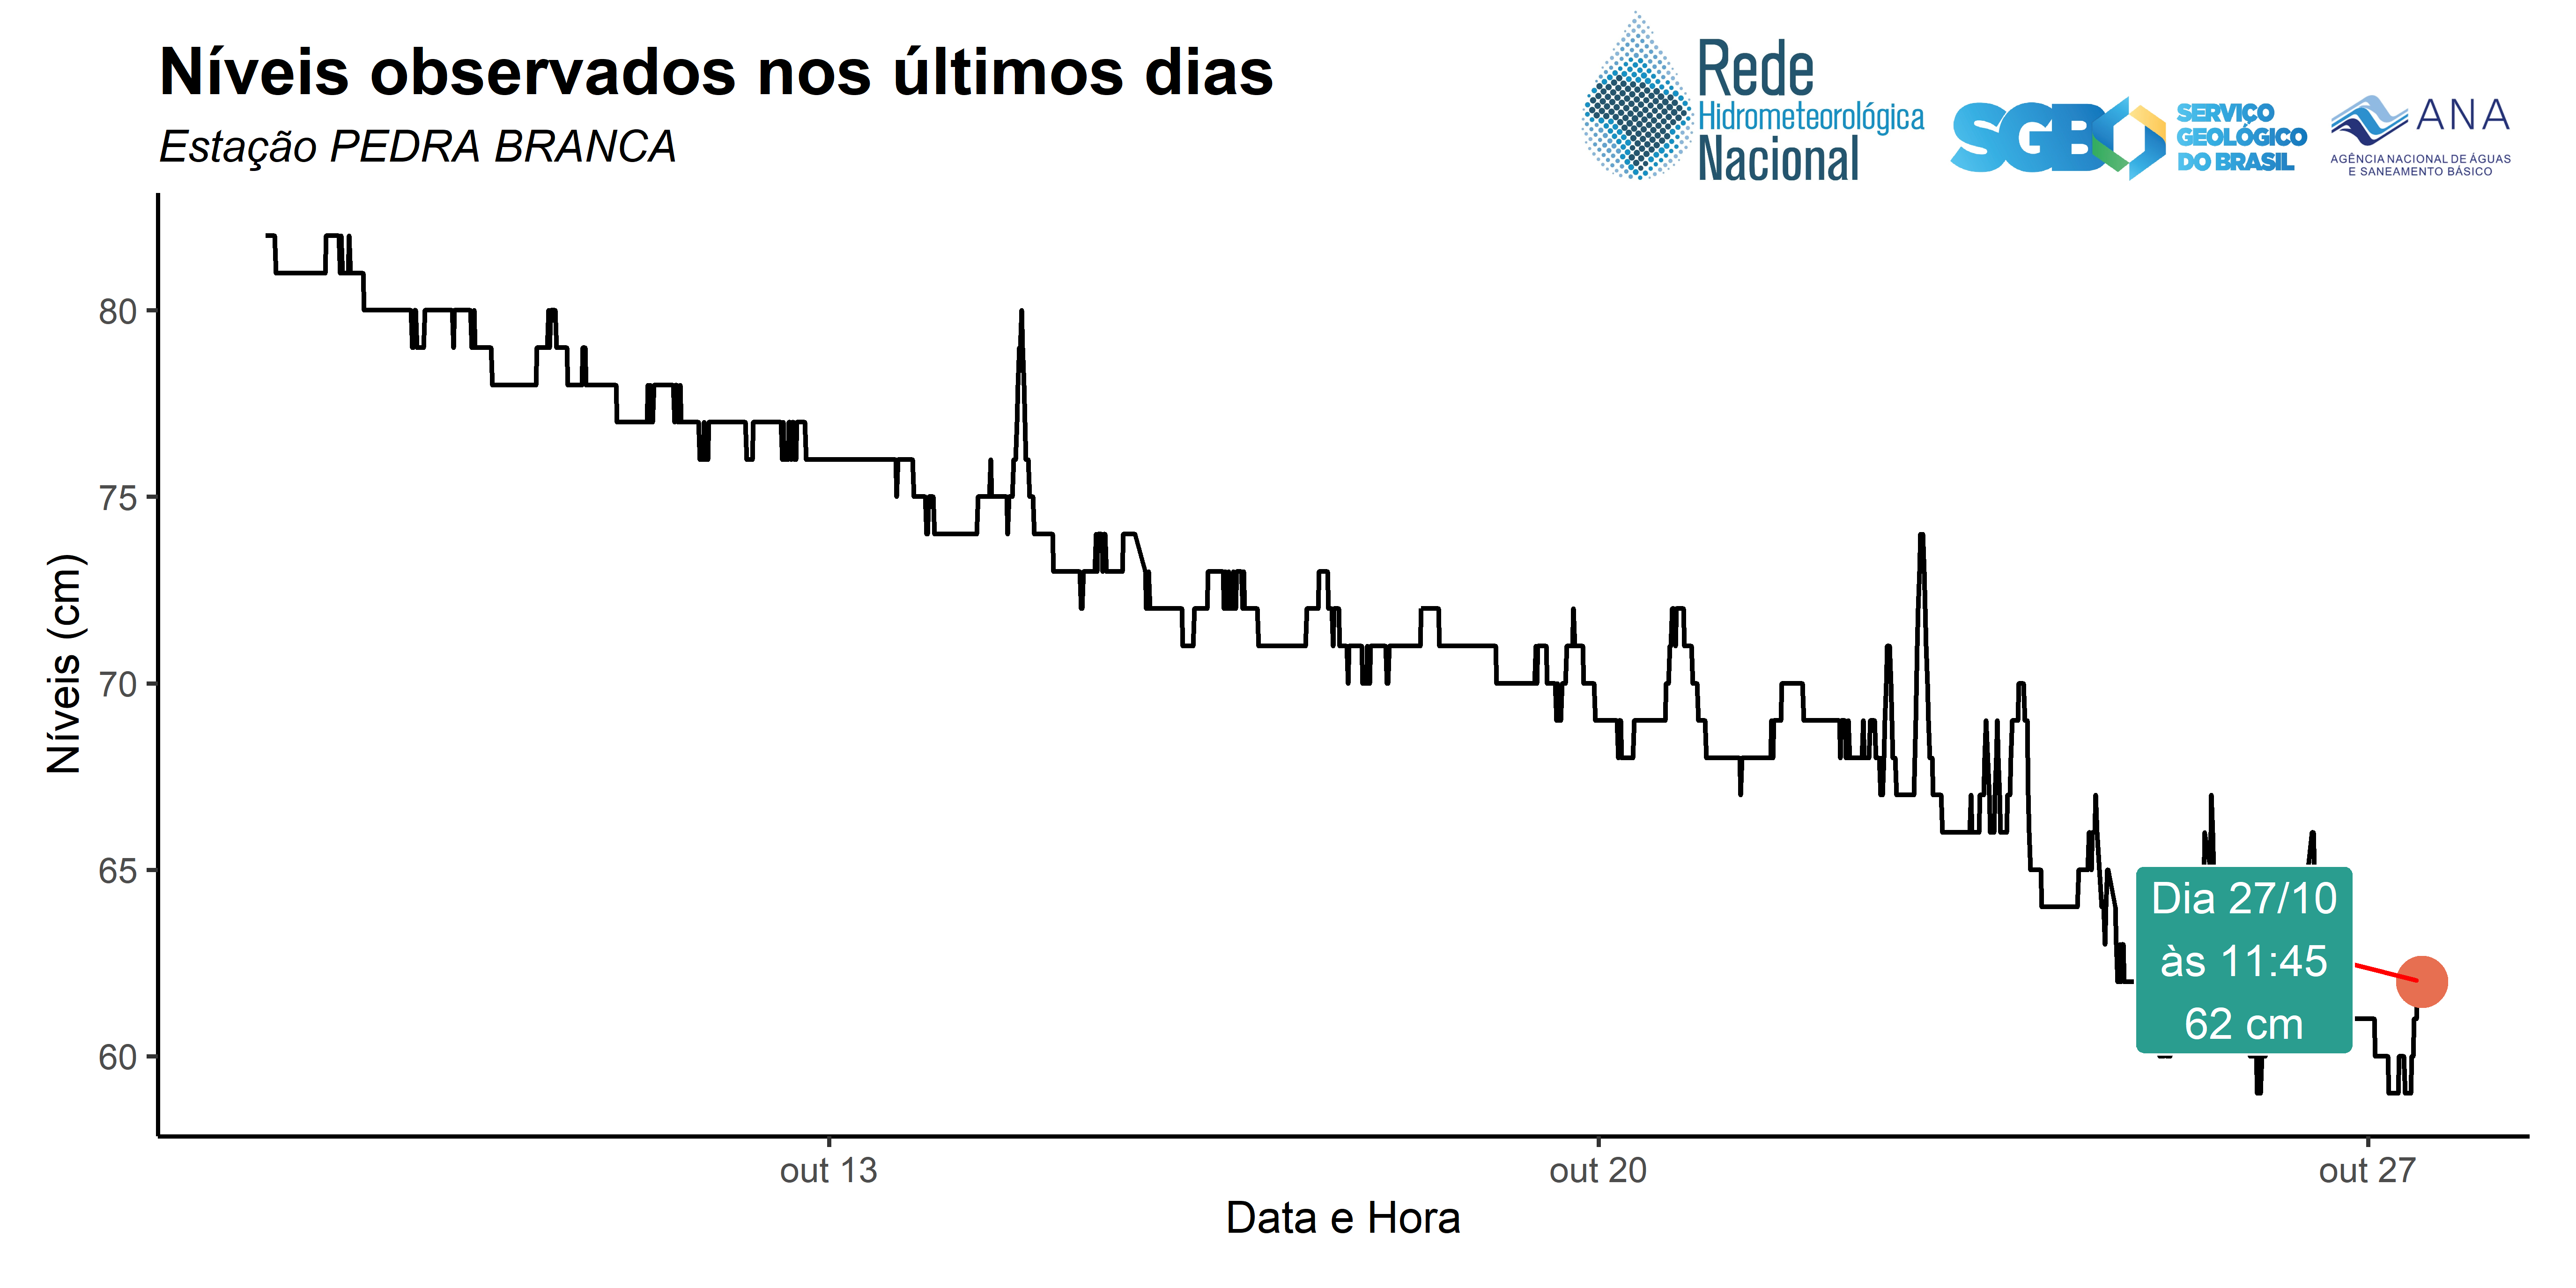 Níveis observados nos últimos dias
Estação PEDRA BRANCA
Rede
Hidrometeorológica
Nacional
SGB
SERVIÇO
GEOLÓGICO
DO BRASIL
ANA
AGÊNCIA NACIONAL DE ÁGUAS
E SANEAMENTO BÁSICO
Níveis (cm)
80
75
70
65
60
Dia 27/10
às 11:45
62 cm
out 13
out 20
out 27
Data e Hora